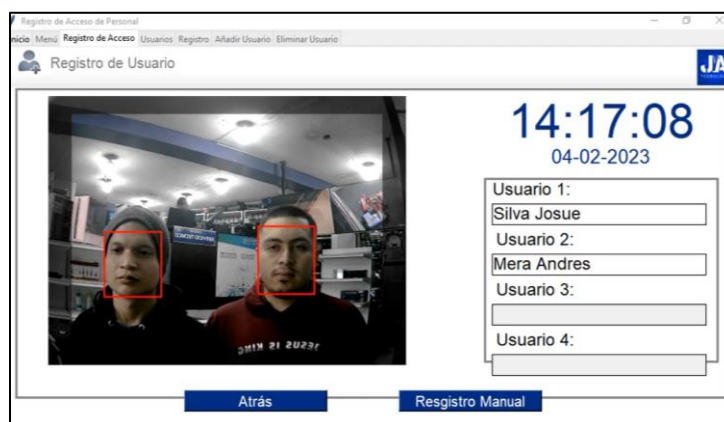 Registro de Acceso de Personal
nicio Menú Registro de Acceso Usuarios Registro Añadir Usuario Eliminar Usuario
Registro de Usuario
JA
14:17:08
04-02-2023
Usuario 1:
Silva Josue
Usuario 2:
Mera Andres
Usuario 3:
Usuario 4:
JESUS IS KING
Atrás
Resgistro Manual